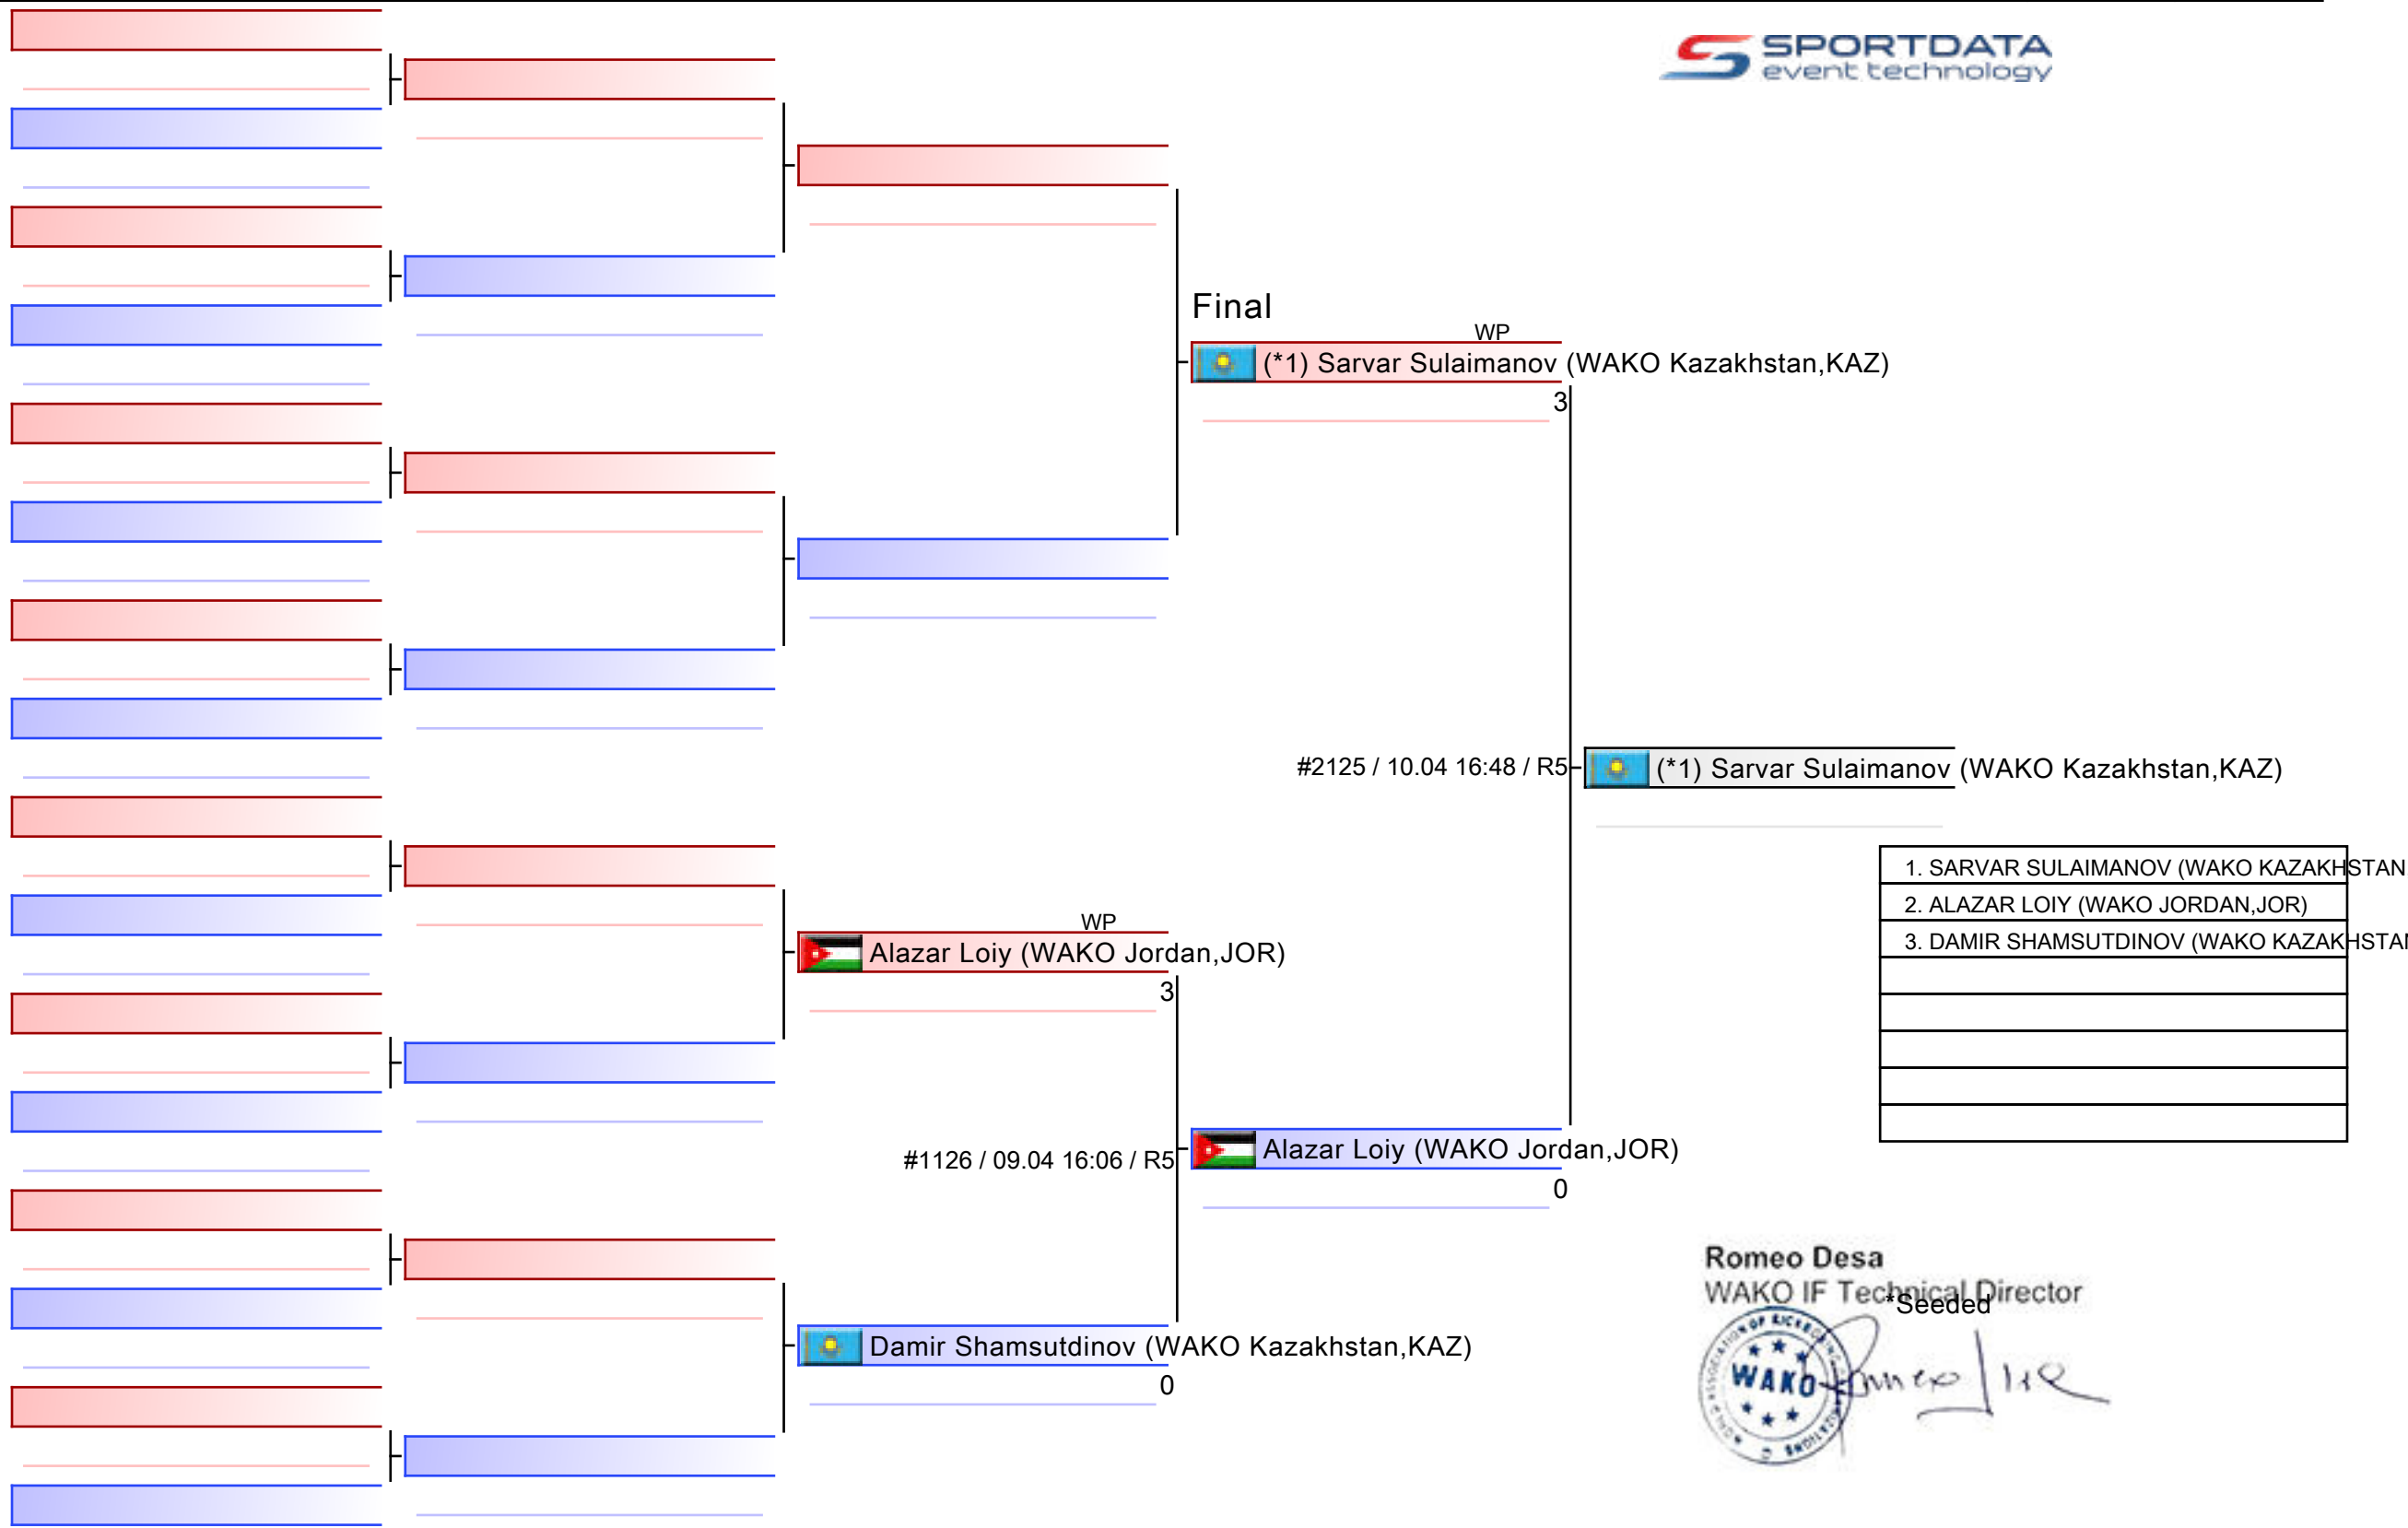 SPORTDATA
event technology
Final
WP
(*1) Sarvar Sulaimanov (WAKO Kazakhstan,KAZ)
3
#2125 / 10.04 16:48 / R5
(*1) Sarvar Sulaimanov (WAKO Kazakhstan,KAZ)
1. SARVAR SULAIMANOV (WAKO KAZAKHSTAN
2. ALAZAR LOIY (WAKO JORDAN,JOR)
3. DAMIR SHAMSUTDINOV (WAKO KAZAKHSTAN
WP
Alazar Loiy (WAKO Jordan,JOR)
3
#1126 / 09.04 16:06 / R5
Alazar Loiy (WAKO Jordan,JOR)
0
Damir Shamsutdinov (WAKO Kazakhstan,KAZ)
0
Romeo Desa
WAKO IF Technical Director
*Seeded
WAKO